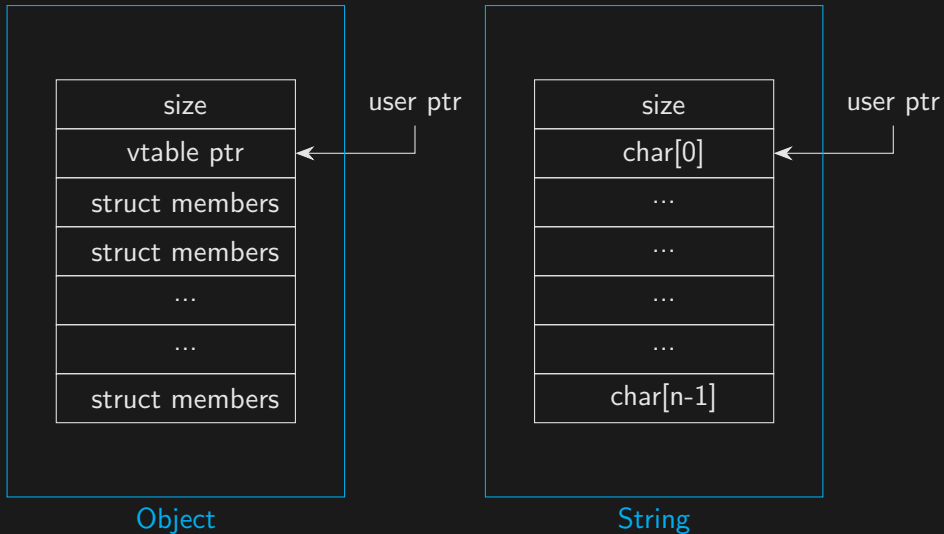 size
user ptr
vtable ptr
struct members
struct members
...
...
struct members
Object
size
user ptr
char[0]
...
...
...
...
char[n-1]
String